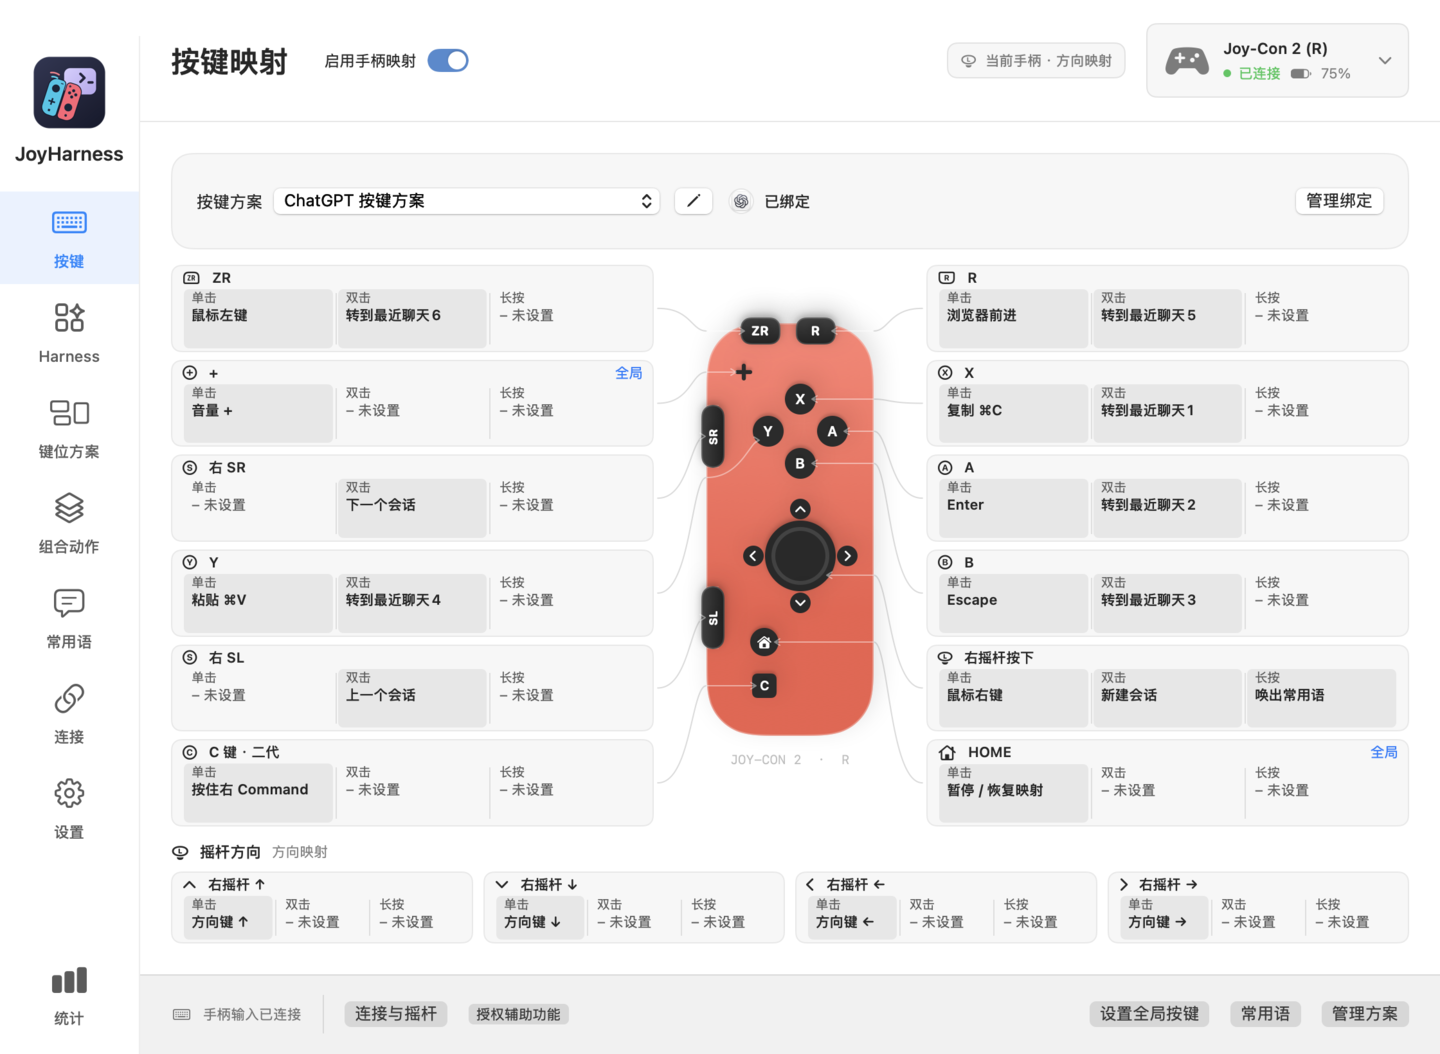 按键映射
启用手柄映射
当前手柄 · 方向映射
Joy-Con 2 (R)
已连接 75%
JoyHarness
按键
Harness
键位方案
组合动作
常用语
连接
设置
统计
按键方案 ChatGPT 按键方案 已绑定 管理绑定
ZR ZR
单击 双击 长按
鼠标左键 转到最近聊天 6 – 未设置
+ 全局
单击 双击 长按
音量 + – 未设置 – 未设置
S 右 SR
单击 双击 长按
– 未设置 下一个会话 – 未设置
Y Y
单击 双击 长按
粘贴 ⌘V 转到最近聊天 4 – 未设置
S 右 SL
单击 双击 长按
– 未设置 上一个会话 – 未设置
C C 键 · 二代
单击 双击 长按
按住右 Command – 未设置 – 未设置
ZR R
+
X
SR Y A
B
SL
C
JOY-CON 2 · R
R R
单击 双击 长按
浏览器前进 转到最近聊天 5 – 未设置
X X
单击 双击 长按
复制 ⌘C 转到最近聊天 1 – 未设置
A A
单击 双击 长按
Enter 转到最近聊天 2 – 未设置
B B
单击 双击 长按
Escape 转到最近聊天 3 – 未设置
L 右摇杆按下
单击 双击 长按
鼠标右键 新建会话 唤出常用语
HOME 全局
单击 双击 长按
暂停 / 恢复映射 – 未设置 – 未设置
L 摇杆方向 方向映射
右摇杆 ↑
单击 双击 长按
方向键 ↑ – 未设置 – 未设置
右摇杆 ↓
单击 双击 长按
方向键 ↓ – 未设置 – 未设置
右摇杆 ←
单击 双击 长按
方向键 ← – 未设置 – 未设置
右摇杆 →
单击 双击 长按
方向键 → – 未设置 – 未设置
手柄输入已连接 连接与摇杆 授权辅助功能 设置全局按键 常用语 管理方案